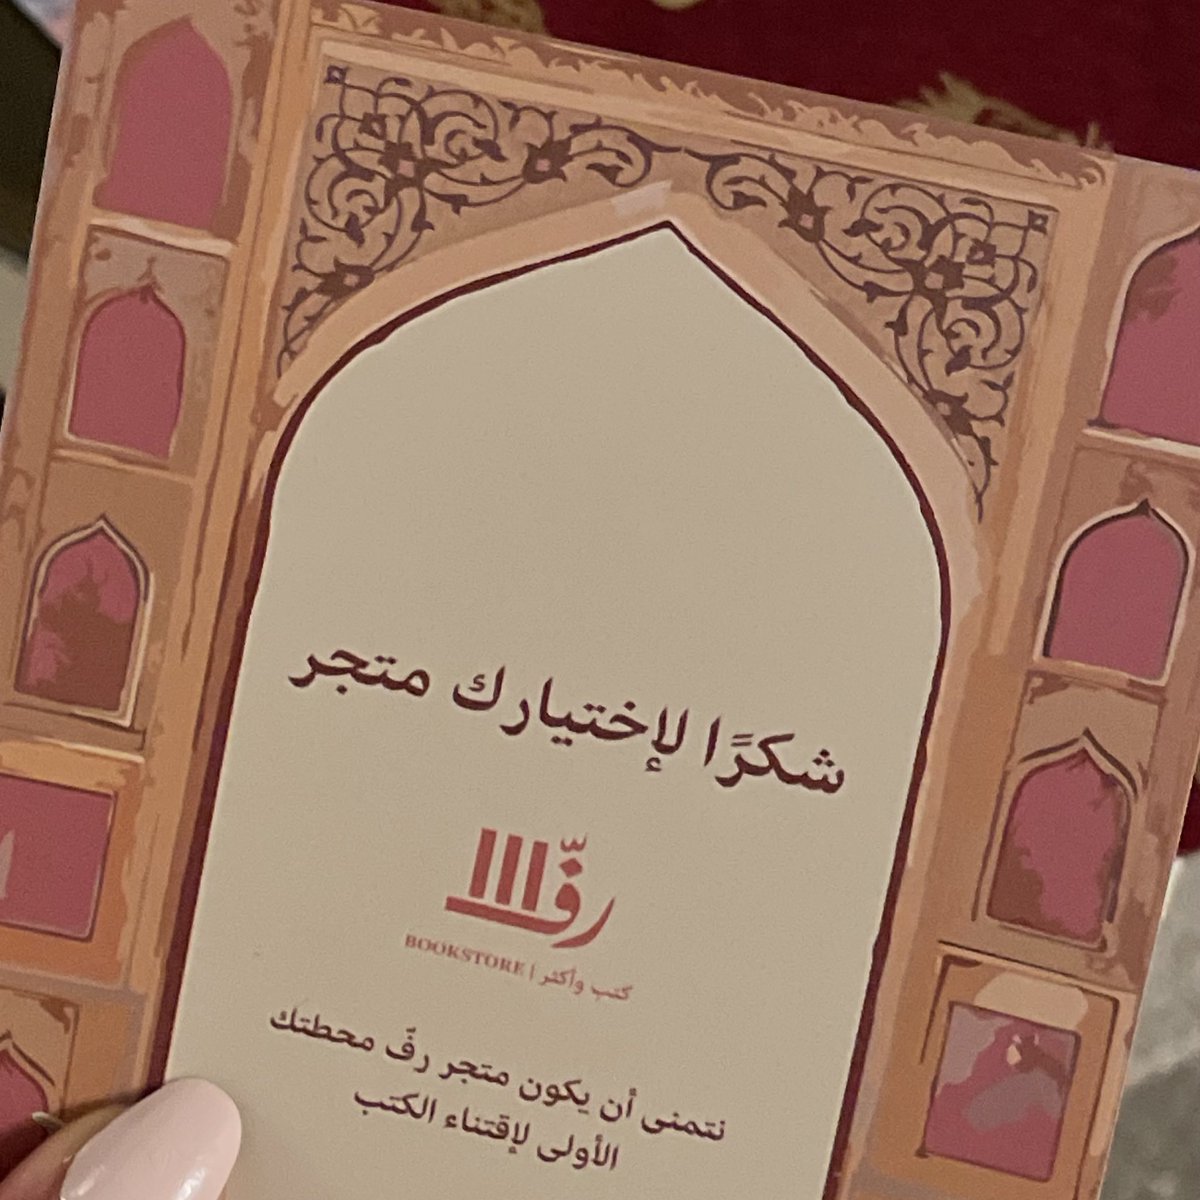 شكرًا لإختيارك متجر
رفّ
BOOKSTORE | كتب وأكثر
نتمنى أن يكون متجر رفّ محطتك
الأولى لإقتناء الكتب